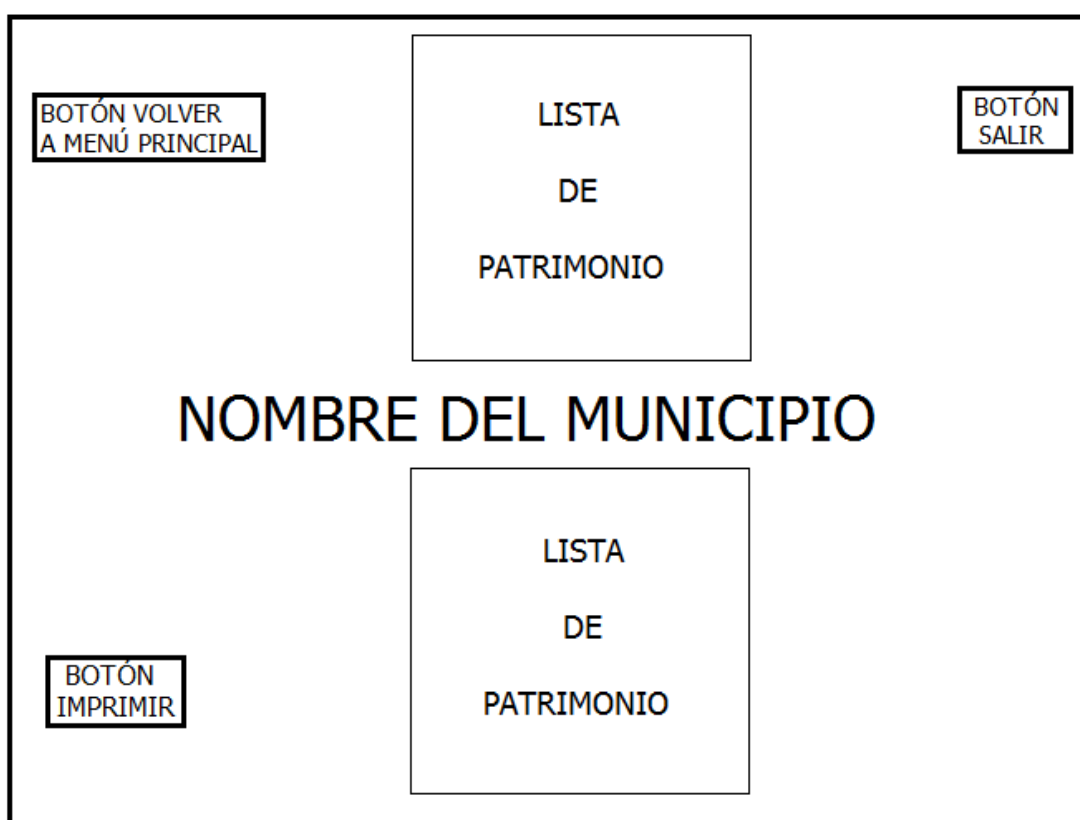 BOTÓN VOLVER
A MENÚ PRINCIPAL
LISTA
DE
PATRIMONIO
BOTÓN
SALIR
NOMBRE DEL MUNICIPIO
LISTA
DE
PATRIMONIO
BOTÓN
IMPRIMIR